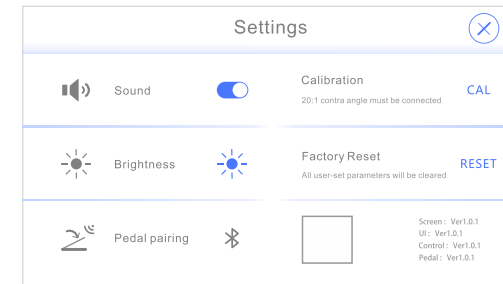 Settings
Sound
Calibration
20:1 contra angle must be connected
CAL
Brightness
Factory Reset
All user-set parameters will be cleared
RESET
Pedal pairing
Screen : Ver1.0.1
UI : Ver1.0.1
Control : Ver1.0.1
Pedal : Ver1.0.1